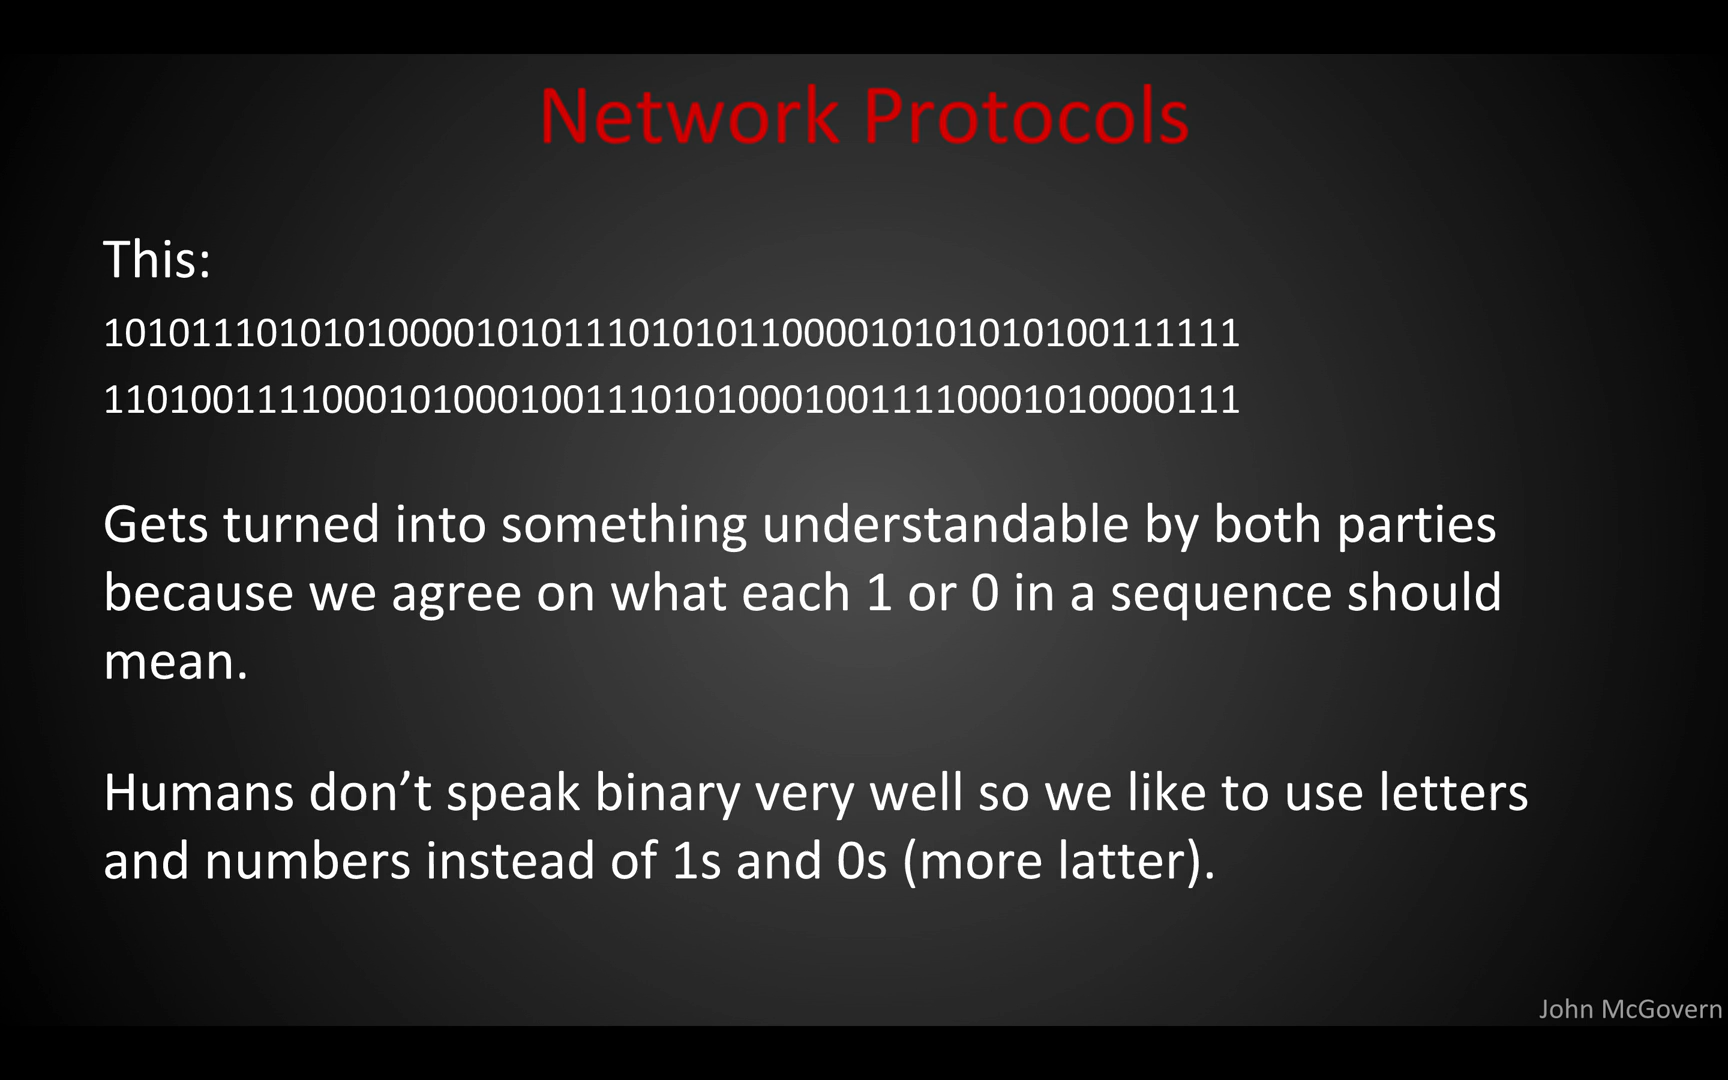 Network Protocols
This:
1010111010101000010101110101011000010101010100111111
1101001111000101000100111010100010011110001010000111
Gets turned into something understandable by both parties
because we agree on what each 1 or 0 in a sequence should
mean.
Humans don’t speak binary very well so we like to use letters
and numbers instead of 1s and 0s (more latter).
John McGovern